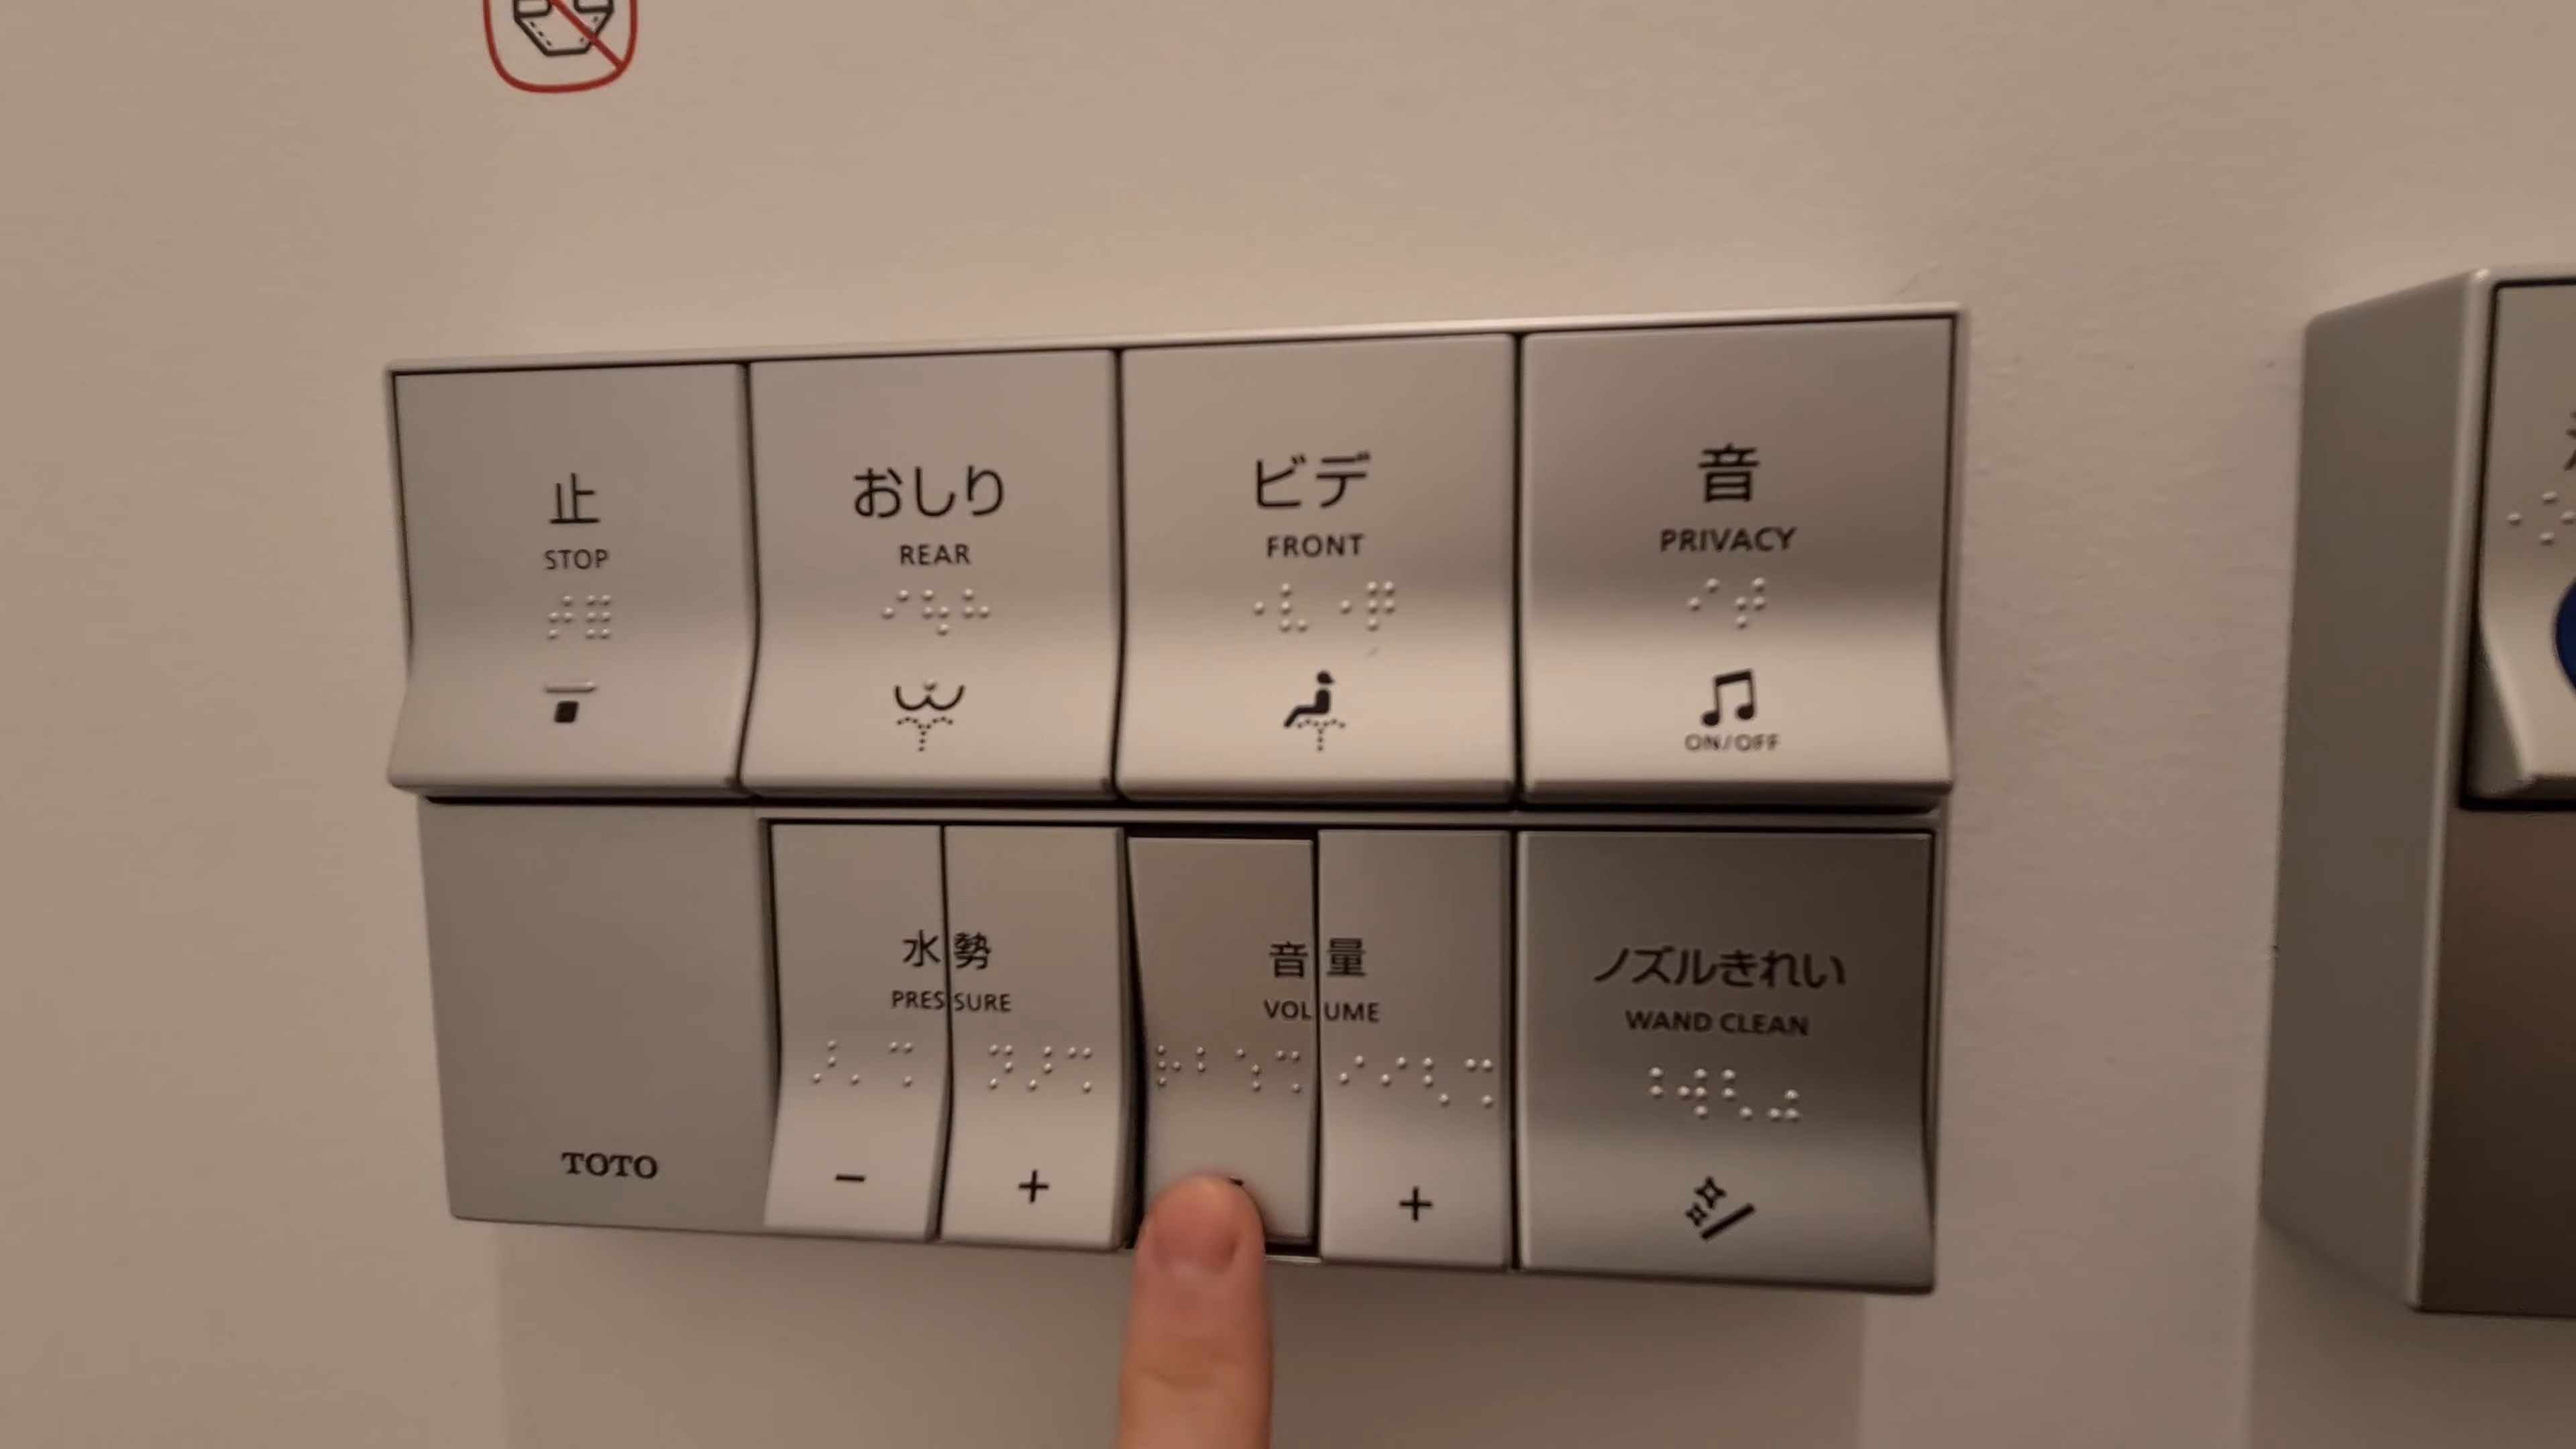 止
STOP
おしり
REAR
ビデ
FRONT
音
PRIVACY
ON/OFF
水勢
PRESSURE
-
+
音量
VOLUME
-
+
ノズルきれい
WAND CLEAN
TOTO